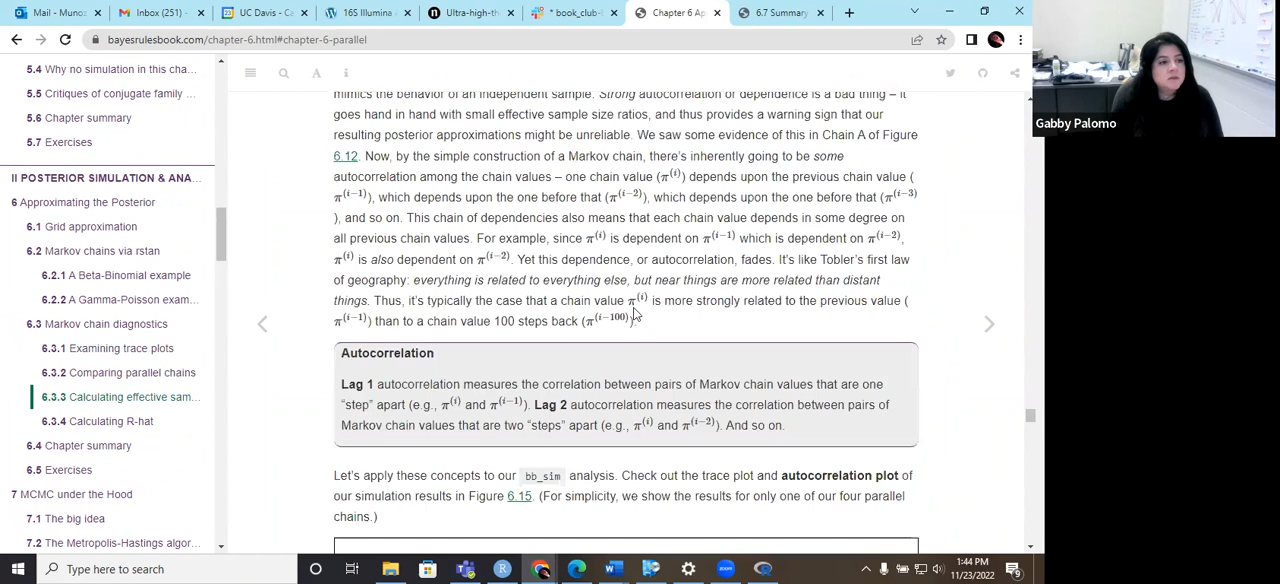 Mail - Muno
Inbox (251) -
UC Davis - Ca
16S Illumina
Ultra-high-th
* book_club-
Chapter 6 Ap
6.7 Summary
bayesrulesbook.com/chapter-6.html#chapter-6-parallel
5.4 Why no simulation in this cha...
5.5 Critiques of conjugate family ...
5.6 Chapter summary
5.7 Exercises
II POSTERIOR SIMULATION & ANA...
6 Approximating the Posterior
6.1 Grid approximation
6.2 Markov chains via rstan
6.2.1 A Beta-Binomial example
6.2.2 A Gamma-Poisson exam...
6.3 Markov chain diagnostics
6.3.1 Examining trace plots
6.3.2 Comparing parallel chains
6.3.3 Calculating effective sam...
6.3.4 Calculating R-hat
6.4 Chapter summary
6.5 Exercises
7 MCMC under the Hood
7.1 The big idea
7.2 The Metropolis-Hastings algor...
mimics the behavior of an independent sample. Strong autocorrelation or dependence is a bad thing – it
goes hand in hand with small effective sample size ratios, and thus provides a warning sign that our
resulting posterior approximations might be unreliable. We saw some evidence of this in Chain A of Figure
6.12. Now, by the simple construction of a Markov chain, there's inherently going to be some
autocorrelation among the chain values – one chain value (π^(i)) depends upon the previous chain value (
π^(i−1)), which depends upon the one before that (π^(i−2)), which depends upon the one before that (π^(i−3)
), and so on. This chain of dependencies also means that each chain value depends in some degree on
all previous chain values. For example, since π^(i) is dependent on π^(i−1) which is dependent on π^(i−2),
π^(i) is also dependent on π^(i−2). Yet this dependence, or autocorrelation, fades. It's like Tobler's first law
of geography: everything is related to everything else, but near things are more related than distant
things. Thus, it's typically the case that a chain value π^(i) is more strongly related to the previous value (
π^(i−1)) than to a chain value 100 steps back (π^(i−100)).
Autocorrelation
Lag 1 autocorrelation measures the correlation between pairs of Markov chain values that are one
“step” apart (e.g., π^(i) and π^(i−1)). Lag 2 autocorrelation measures the correlation between pairs of
Markov chain values that are two “steps” apart (e.g., π^(i) and π^(i−2)). And so on.
Let's apply these concepts to our bb_sim analysis. Check out the trace plot and autocorrelation plot of
our simulation results in Figure 6.15. (For simplicity, we show the results for only one of our four parallel
chains.)
Gabby Palomo
Type here to search
1:44 PM
11/23/2022